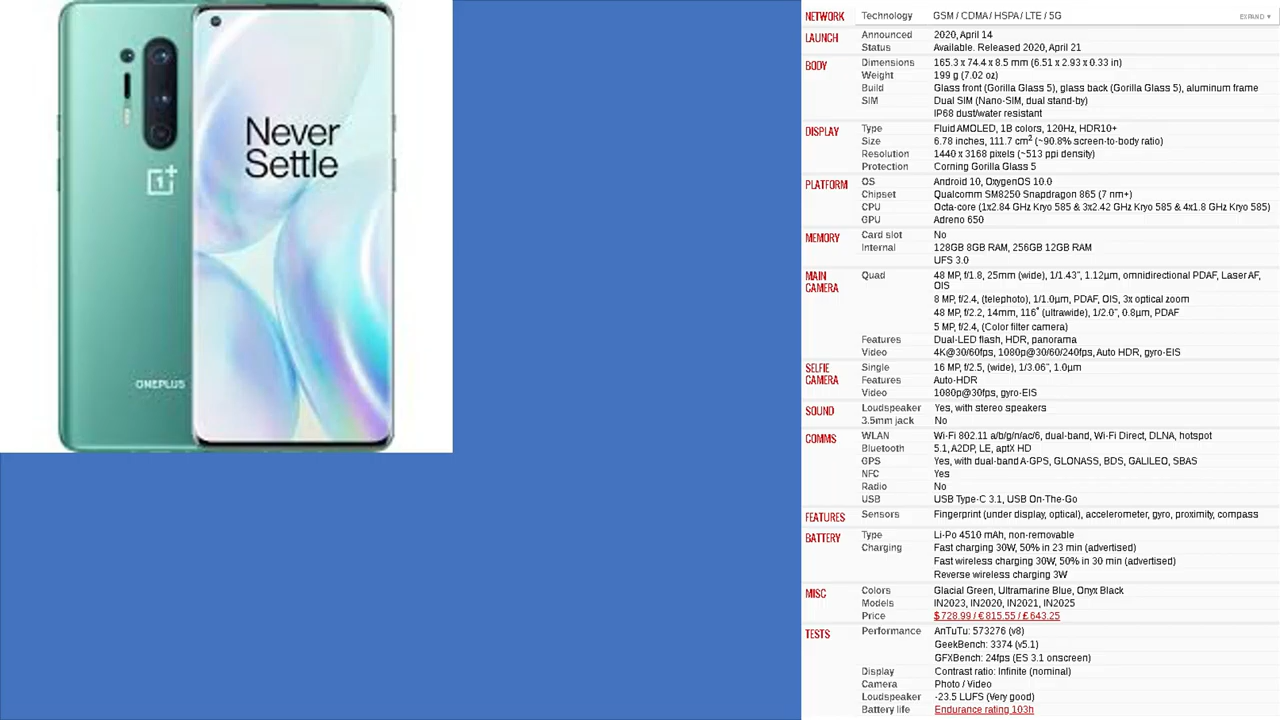 Never
Settle
1+
ONEPLUS
NETWORK Technology GSM / CDMA / HSPA / LTE / 5G EXPAND ▼
LAUNCH Announced 2020, April 14
Status Available. Released 2020, April 21
BODY Dimensions 165.3 x 74.4 x 8.5 mm (6.51 x 2.93 x 0.33 in)
Weight 199 g (7.02 oz)
Build Glass front (Gorilla Glass 5), glass back (Gorilla Glass 5), aluminum frame
SIM Dual SIM (Nano-SIM, dual stand-by)
IP68 dust/water resistant
DISPLAY Type Fluid AMOLED, 1B colors, 120Hz, HDR10+
Size 6.78 inches, 111.7 cm² (~90.8% screen-to-body ratio)
Resolution 1440 x 3168 pixels (~513 ppi density)
Protection Corning Gorilla Glass 5
PLATFORM OS Android 10, OxygenOS 10.0
Chipset Qualcomm SM8250 Snapdragon 865 (7 nm+)
CPU Octa-core (1x2.84 GHz Kryo 585 & 3x2.42 GHz Kryo 585 & 4x1.8 GHz Kryo 585)
GPU Adreno 650
MEMORY Card slot No
Internal 128GB 8GB RAM, 256GB 12GB RAM
UFS 3.0
MAIN CAMERA Quad 48 MP, f/1.8, 25mm (wide), 1/1.43", 1.12µm, omnidirectional PDAF, Laser AF,
OIS
8 MP, f/2.4, (telephoto), 1/1.0µm, PDAF, OIS, 3x optical zoom
48 MP, f/2.2, 14mm, 116˚ (ultrawide), 1/2.0", 0.8µm, PDAF
5 MP, f/2.4, (Color filter camera)
Features Dual-LED flash, HDR, panorama
Video 4K@30/60fps, 1080p@30/60/240fps, Auto HDR, gyro-EIS
SELFIE CAMERA Single 16 MP, f/2.5, (wide), 1/3.06", 1.0µm
Features Auto-HDR
Video 1080p@30fps, gyro-EIS
SOUND Loudspeaker Yes, with stereo speakers
3.5mm jack No
COMMS WLAN Wi-Fi 802.11 a/b/g/n/ac/6, dual-band, Wi-Fi Direct, DLNA, hotspot
Bluetooth 5.1, A2DP, LE, aptX HD
GPS Yes, with dual-band A-GPS, GLONASS, BDS, GALILEO, SBAS
NFC Yes
Radio No
USB USB Type-C 3.1, USB On-The-Go
FEATURES Sensors Fingerprint (under display, optical), accelerometer, gyro, proximity, compass
BATTERY Type Li-Po 4510 mAh, non-removable
Charging Fast charging 30W, 50% in 23 min (advertised)
Fast wireless charging 30W, 50% in 30 min (advertised)
Reverse wireless charging 3W
MISC Colors Glacial Green, Ultramarine Blue, Onyx Black
Models IN2023, IN2020, IN2021, IN2025
Price $ 728.99 / € 815.55 / £ 643.25
TESTS Performance AnTuTu: 573276 (v8)
GeekBench: 3374 (v5.1)
GFXBench: 24fps (ES 3.1 onscreen)
Display Contrast ratio: Infinite (nominal)
Camera Photo / Video
Loudspeaker -23.5 LUFS (Very good)
Battery life Endurance rating 103h